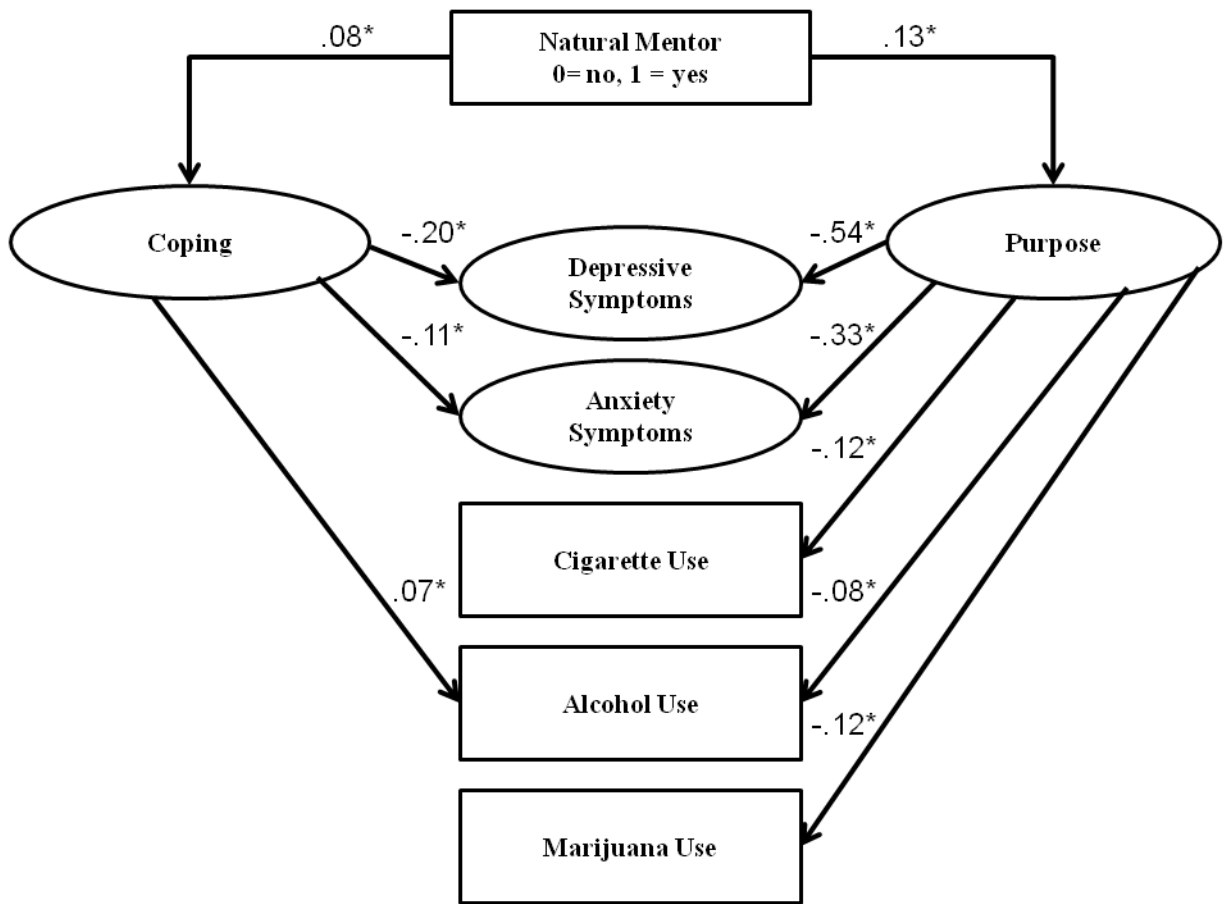 .08*
Natural Mentor
0= no, 1 = yes
.13*
Coping
Purpose
-.20*
-.54*
Depressive
Symptoms
-.11*
-.33*
Anxiety
Symptoms
-.12*
Cigarette Use
.07*
-.08*
Alcohol Use
-.12*
Marijuana Use